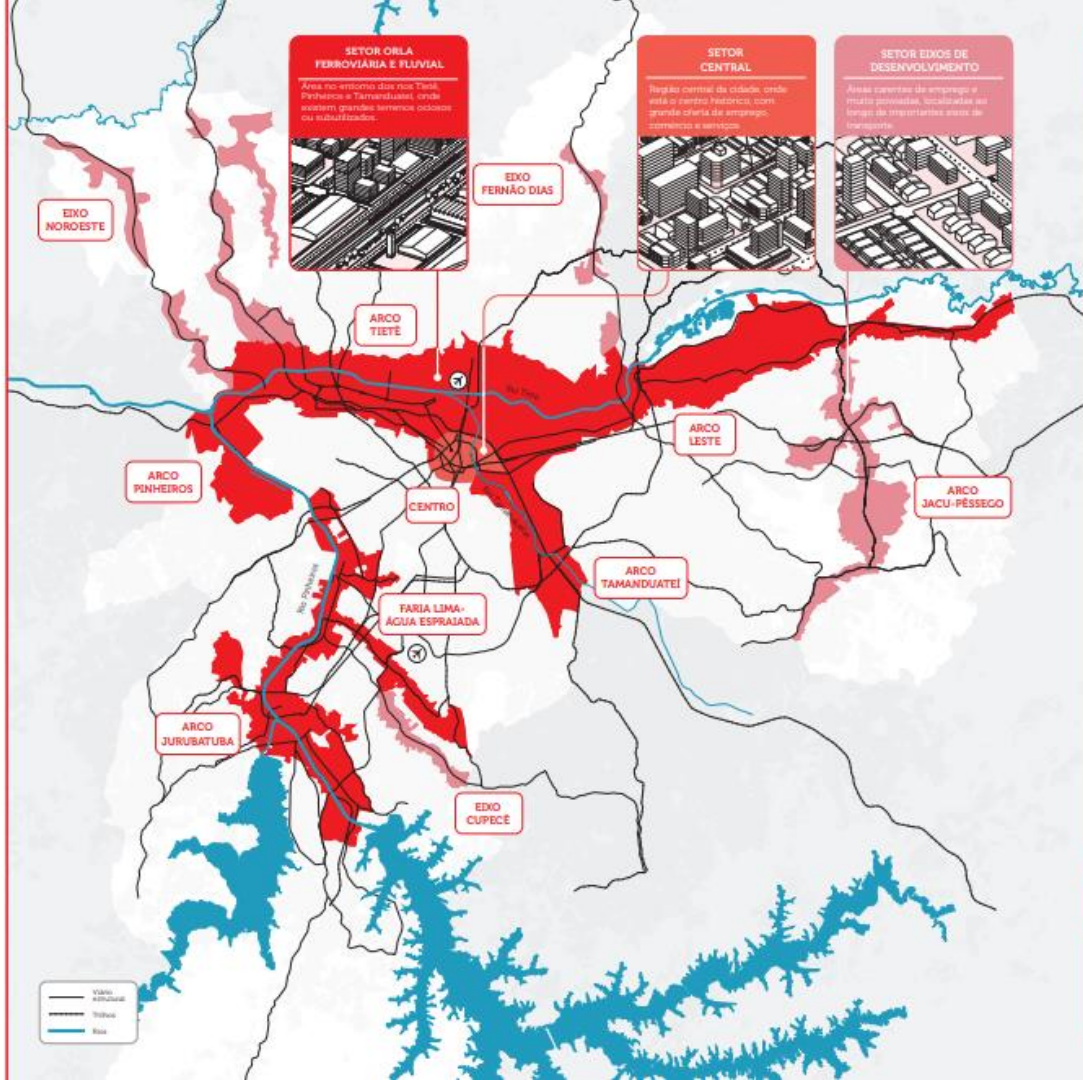 SETOR ORLA
FERROVIÁRIA E FLUVIAL
Área no entorno dos rios Tietê,
Pinheiros e Tamanduateí, onde
existem grandes terrenos ociosos
ou subutilizados.
SETOR
CENTRAL
Região central da cidade, onde
está o centro histórico, com
grande oferta de emprego,
comércio e serviços.
SETOR EIXOS DE
DESENVOLVIMENTO
Áreas carentes de emprego e
muito povoadas, localizadas ao
longo de importantes eixos de
transporte.
EIXO
NOROESTE
EIXO
FERNÃO DIAS
ARCO
TIETÊ
Rio Tietê
ARCO
LESTE
ARCO
PINHEIROS
CENTRO
ARCO
JACU-PÊSSEGO
ARCO
TAMANDUATEÍ
Rio Pinheiros
FARIA LIMA-
ÁGUA ESPRAIADA
ARCO
JURUBATUBA
EIXO
CUPECÊ
Viário
estrutural
Trilhos
Rios